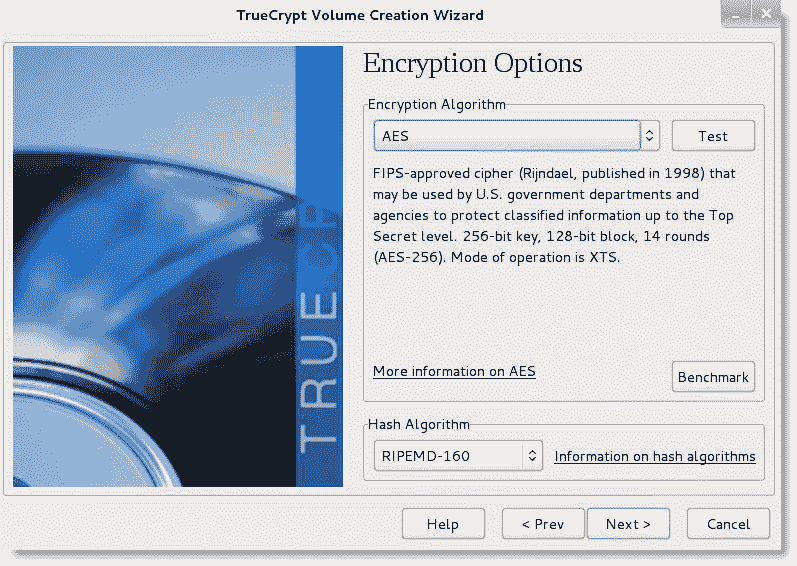 TrueCrypt Volume Creation Wizard
Encryption Options
Encryption Algorithm
AES
Test
FIPS-approved cipher (Rijndael, published in 1998) that
may be used by U.S. government departments and
agencies to protect classified information up to the Top
Secret level. 256-bit key, 128-bit block, 14 rounds
(AES-256). Mode of operation is XTS.
More information on AES
Benchmark
Hash Algorithm
RIPEMD-160
Information on hash algorithms
Help
< Prev
Next >
Cancel